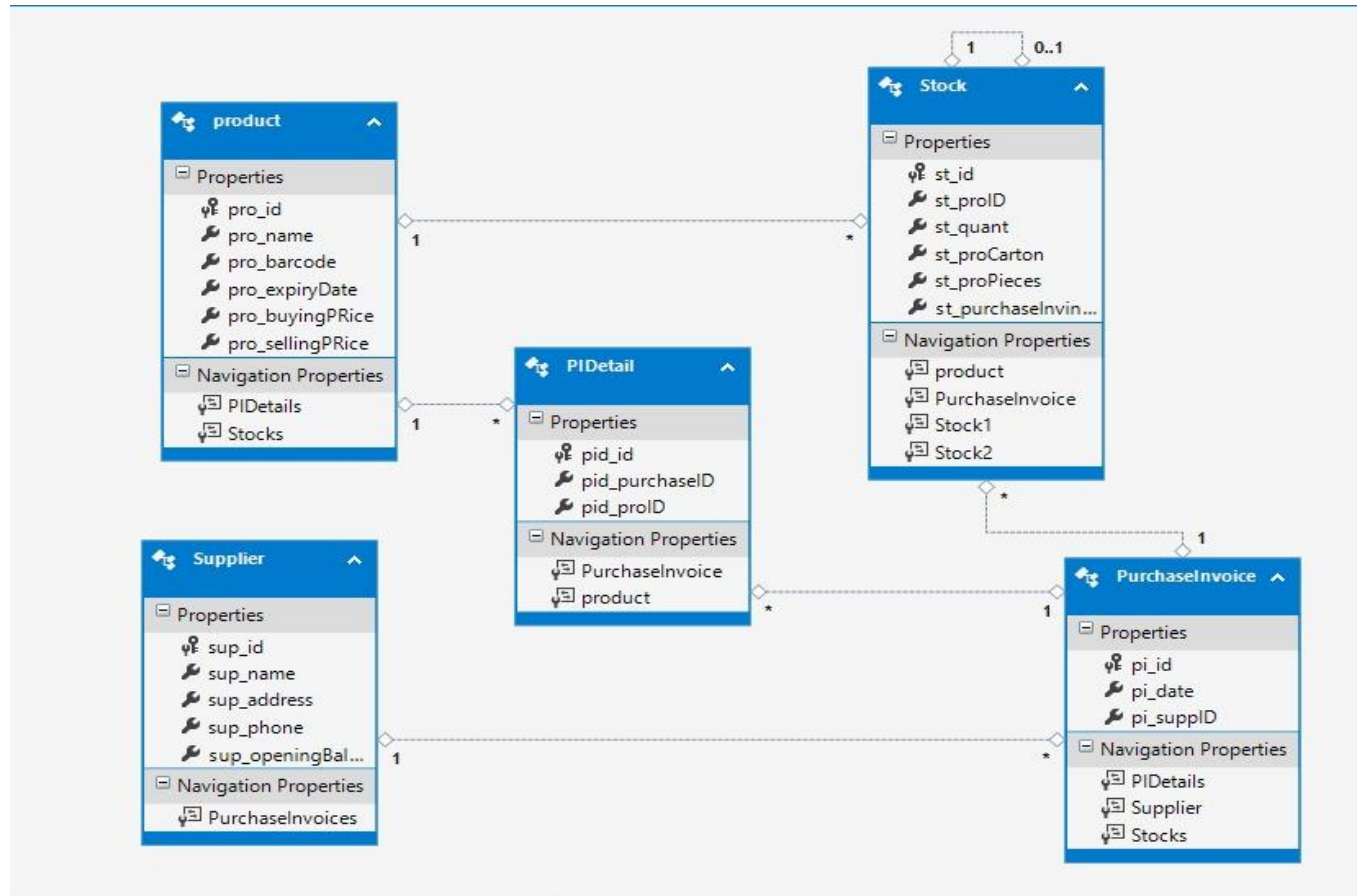 product
Properties
pro_id
pro_name
pro_barcode
pro_expiryDate
pro_buyingPRice
pro_sellingPRice
Navigation Properties
PIDetails
Stocks
1
*
1
*
1
0..1
Stock
Properties
st_id
st_proID
st_quant
st_proCarton
st_proPieces
st_purchaseInvin...
Navigation Properties
product
PurchaseInvoice
Stock1
Stock2
*
1
PIDetail
Properties
pid_id
pid_purchaseID
pid_proID
Navigation Properties
PurchaseInvoice
product
*
1
Supplier
Properties
sup_id
sup_name
sup_address
sup_phone
sup_openingBal...
Navigation Properties
PurchaseInvoices
1
*
PurchaseInvoice
Properties
pi_id
pi_date
pi_suppID
Navigation Properties
PIDetails
Supplier
Stocks